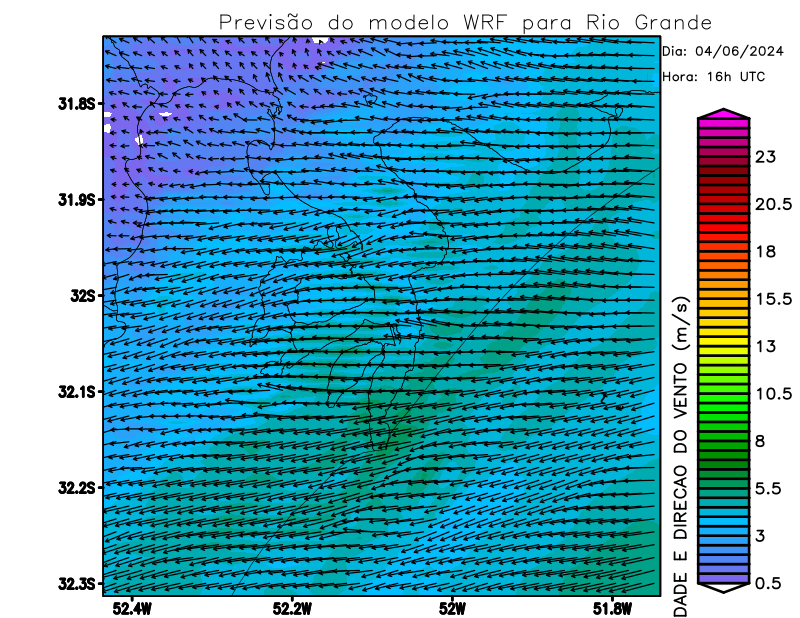 Previsão do modelo WRF para Rio Grande
Dia: 04/06/2024
Hora: 16h UTC
31.8S
31.9S
32S
32.1S
32.2S
32.3S
52.4W
52.2W
52W
51.8W
DADE E DIRECAO DO VENTO (m/s)
23
20.5
18
15.5
13
10.5
8
5.5
3
0.5